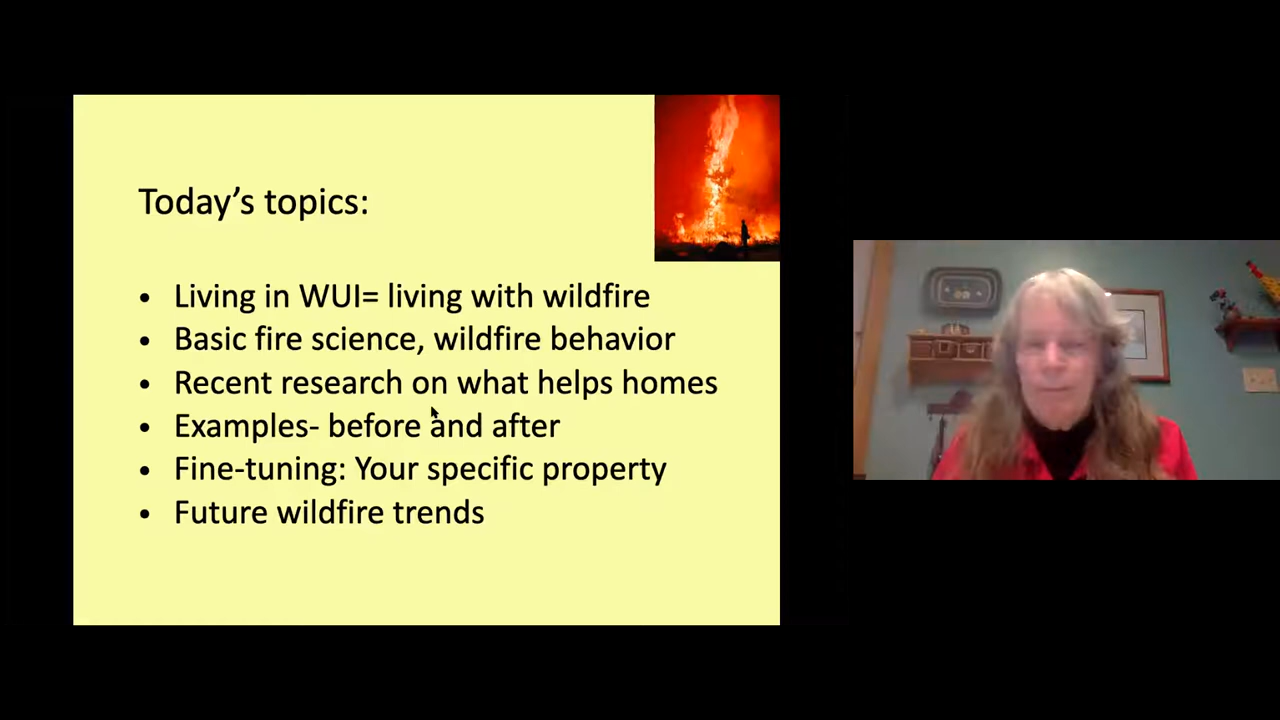 Today’s topics:
• Living in WUI= living with wildfire
• Basic fire science, wildfire behavior
• Recent research on what helps homes
• Examples- before and after
• Fine-tuning: Your specific property
• Future wildfire trends